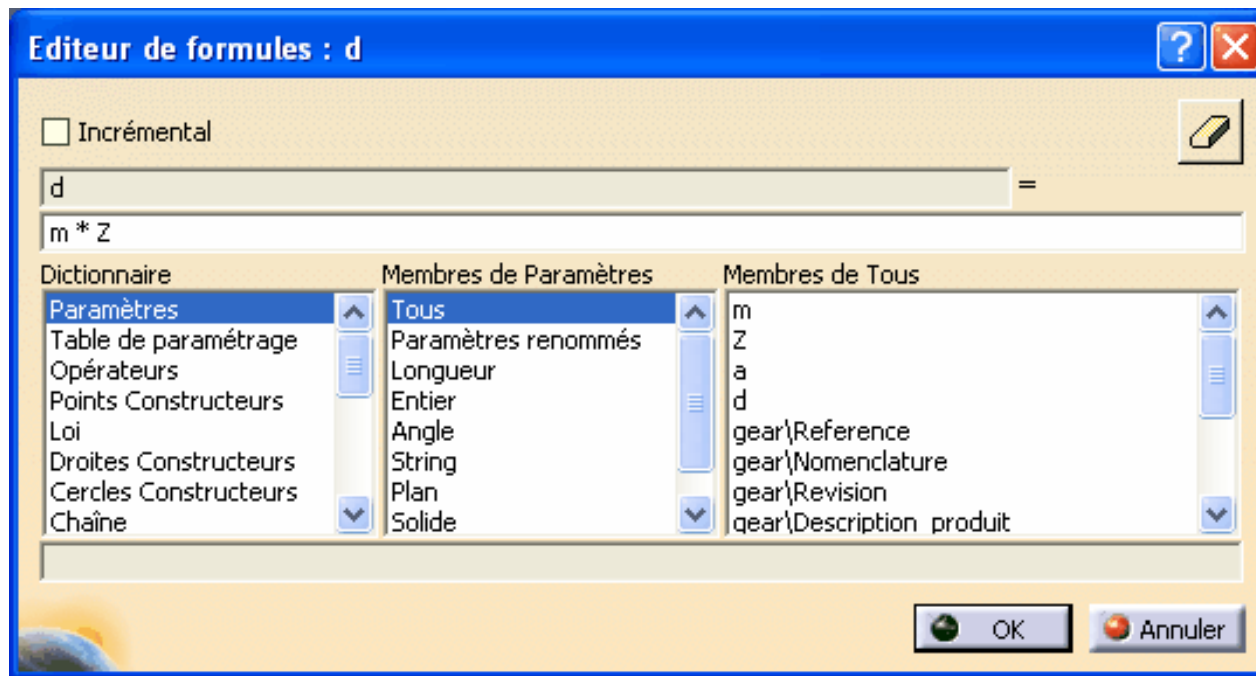 Editeur de formules : d
Incrémental
d =
m * Z
Dictionnaire Membres de Paramètres Membres de Tous
Paramètres Tous m
Table de paramétrage Paramètres renommés Z
Opérateurs Longueur a
Points Constructeurs Entier d
Loi Angle gear\Reference
Droites Constructeurs String gear\Nomenclature
Cercles Constructeurs Plan gear\Revision
Chaîne Solide gear\Description_produit
OK Annuler